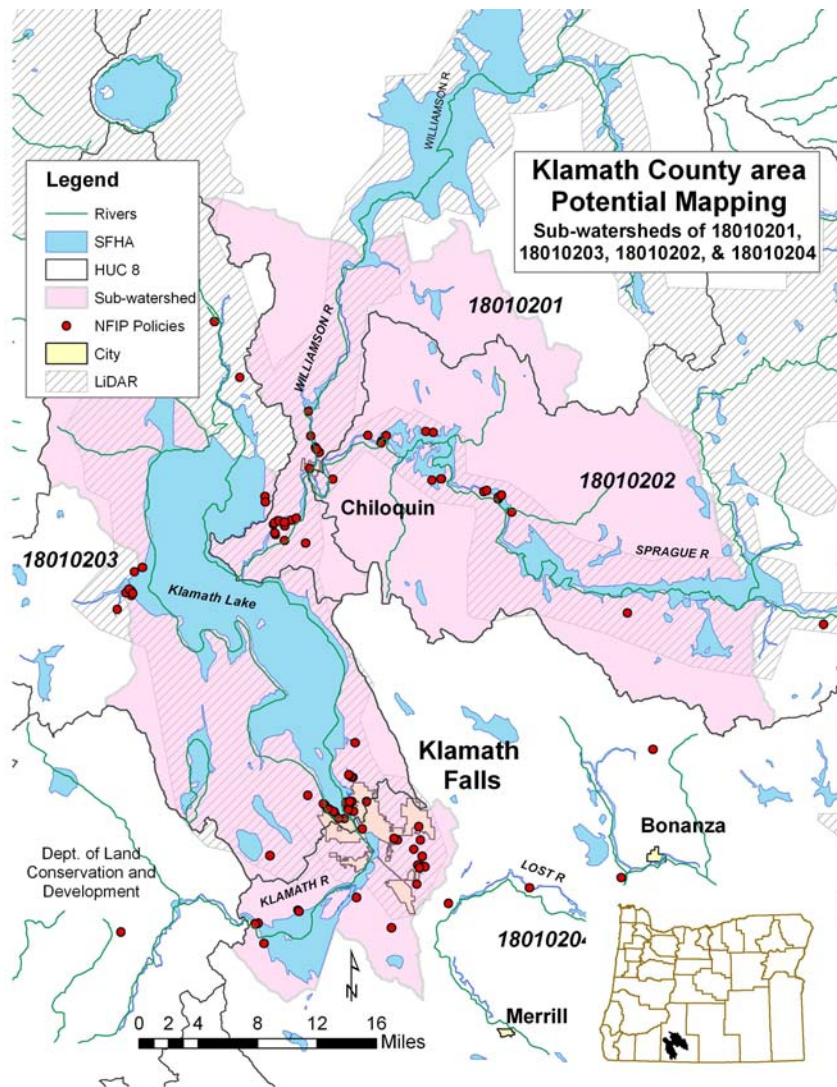 Klamath County area
Potential Mapping
Sub-watersheds of 18010201,
18010203, 18010202, & 18010204
Legend
Rivers
SFHA
HUC 8
Sub-watershed
NFIP Policies
City
LiDAR
WILLIAMSON R
WILLIAMSON R
18010201
18010202
Chiloquin
SPRAGUE R
18010203
Klamath Lake
Klamath
Falls
Bonanza
Dept. of Land
Conservation and
Development
KLAMATH R
LOST R
18010204
Merrill
N
0 2 4 8 12 16
Miles